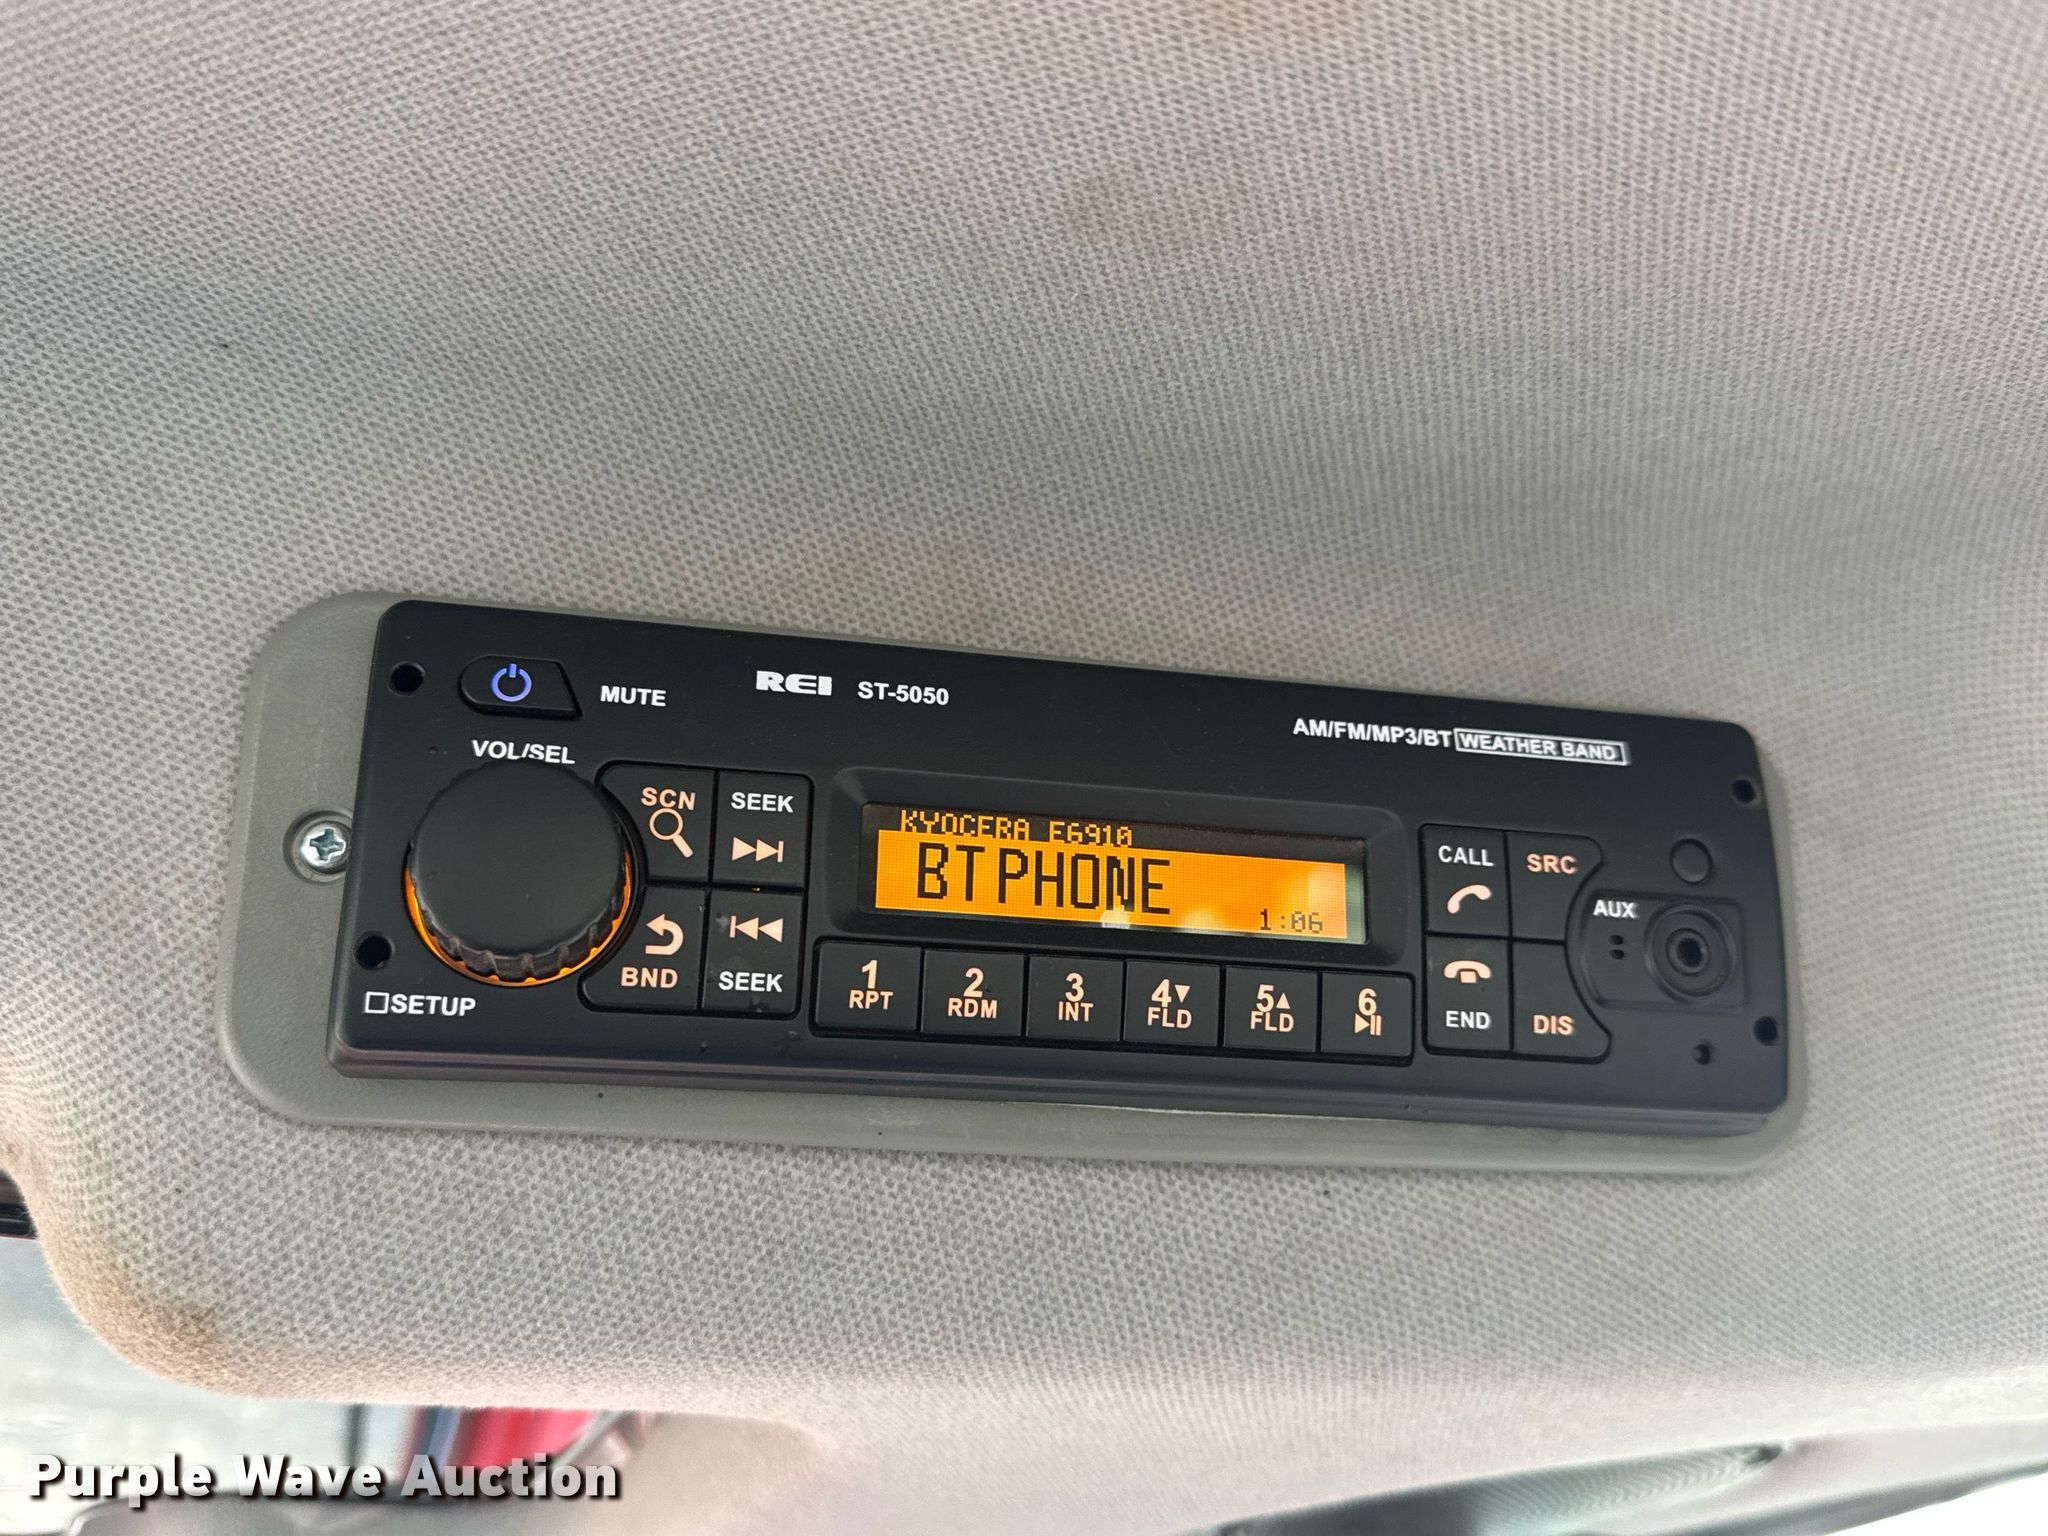 MUTE
REI ST-5050
AM/FM/MP3/BT WEATHER BAND
VOL/SEL
SCN
SEEK
KYOCERA E6910
BT PHONE
1:06
CALL
SRC
AUX
BND
SEEK
SETUP
1 RPT
2 RDM
3 INT
4 FLD
5 FLD
6
END
DIS
Purple Wave Auction